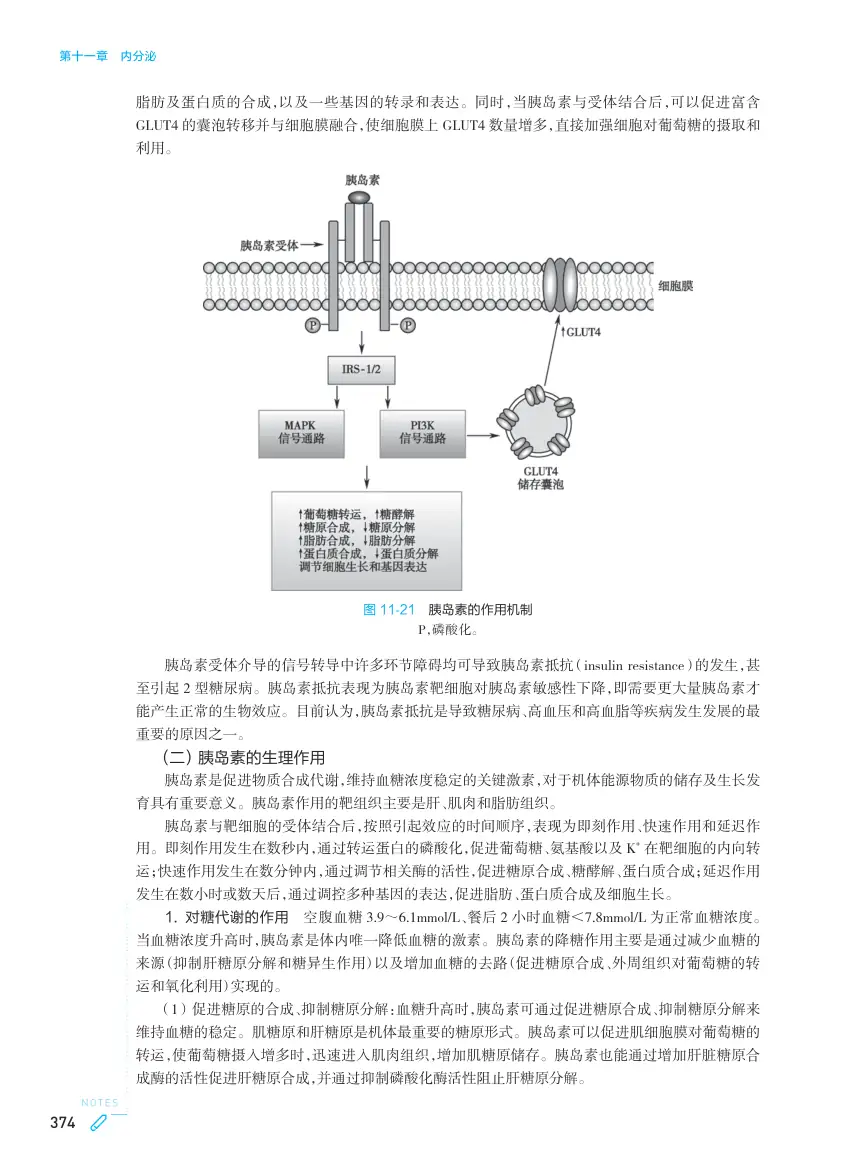 第十一章 内分泌
脂肪及蛋白质的合成,以及一些基因的转录和表达。同时,当胰岛素与受体结合后,可以促进富含
GLUT4 的囊泡转移并与细胞膜融合,使细胞膜上 GLUT4 数量增多,直接加强细胞对葡萄糖的摄取和
利用。
胰岛素
胰岛素受体
细胞膜
P
P
↑GLUT4
IRS-1/2
MAPK
信号通路
PI3K
信号通路
GLUT4
储存囊泡
↑葡萄糖转运，↑糖酵解
↑糖原合成，↓糖原分解
↑脂肪合成，↓脂肪分解
↑蛋白质合成，↓蛋白质分解
调节细胞生长和基因表达
图 11-21 胰岛素的作用机制
P,磷酸化。
胰岛素受体介导的信号转导中许多环节障碍均可导致胰岛素抵抗(insulin resistance)的发生,甚
至引起 2 型糖尿病。胰岛素抵抗表现为胰岛素靶细胞对胰岛素敏感性下降,即需要更大量胰岛素才
能产生正常的生物效应。目前认为,胰岛素抵抗是导致糖尿病、高血压和高血脂等疾病发生发展的最
重要的原因之一。
(二)胰岛素的生理作用
胰岛素是促进物质合成代谢,维持血糖浓度稳定的关键激素,对于机体能源物质的储存及生长发
育具有重要意义。胰岛素作用的靶组织主要是肝、肌肉和脂肪组织。
胰岛素与靶细胞的受体结合后,按照引起效应的时间顺序,表现为即刻作用、快速作用和延迟作
用。即刻作用发生在数秒内,通过转运蛋白的磷酸化,促进葡萄糖、氨基酸以及 K⁺ 在靶细胞的内向转
运;快速作用发生在数分钟内,通过调节相关酶的活性,促进糖原合成、糖酵解、蛋白质合成;延迟作用
发生在数小时或数天后,通过调控多种基因的表达,促进脂肪、蛋白质合成及细胞生长。
1. 对糖代谢的作用 空腹血糖 3.9～6.1mmol/L、餐后 2 小时血糖＜7.8mmol/L 为正常血糖浓度。
当血糖浓度升高时,胰岛素是体内唯一降低血糖的激素。胰岛素的降糖作用主要是通过减少血糖的
来源(抑制肝糖原分解和糖异生作用)以及增加血糖的去路(促进糖原合成、外周组织对葡萄糖的转
运和氧化利用)实现的。
(1)促进糖原的合成、抑制糖原分解:血糖升高时,胰岛素可通过促进糖原合成、抑制糖原分解来
维持血糖的稳定。肌糖原和肝糖原是机体最重要的糖原形式。胰岛素可以促进肌细胞膜对葡萄糖的
转运,使葡萄糖摄入增多时,迅速进入肌肉组织,增加肌糖原储存。胰岛素也能通过增加肝脏糖原合
成酶的活性促进肝糖原合成,并通过抑制磷酸化酶活性阻止肝糖原分解。
NOTES
374